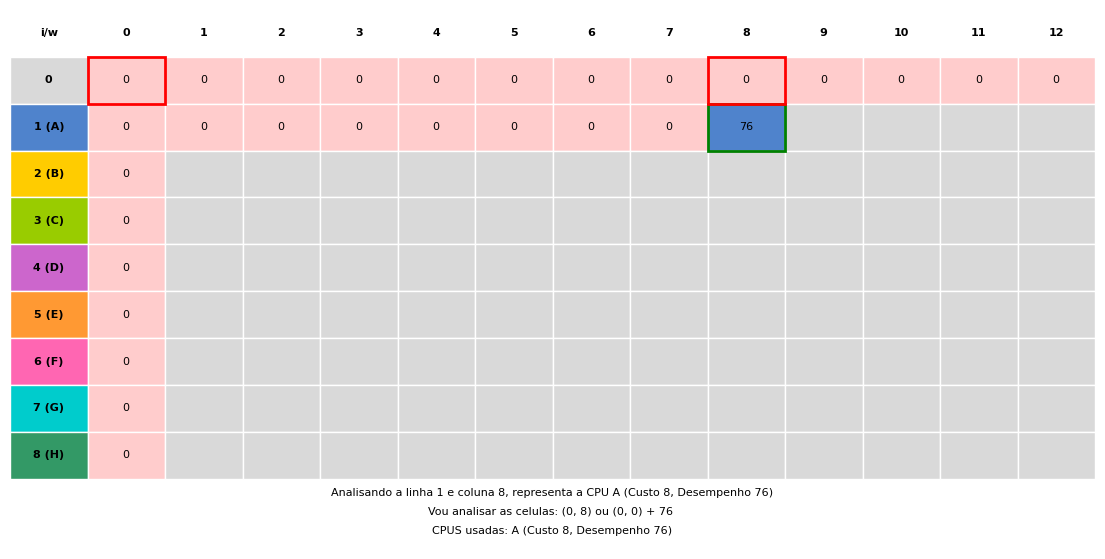 i/w 0 1 2 3 4 5 6 7 8 9 10 11 12
0 0 0 0 0 0 0 0 0 0 0 0 0 0
1 (A) 0 0 0 0 0 0 0 0 76
2 (B) 0
3 (C) 0
4 (D) 0
5 (E) 0
6 (F) 0
7 (G) 0
8 (H) 0
Analisando a linha 1 e coluna 8, representa a CPU A (Custo 8, Desempenho 76)
Vou analisar as celulas: (0, 8) ou (0, 0) + 76
CPUS usadas: A (Custo 8, Desempenho 76)